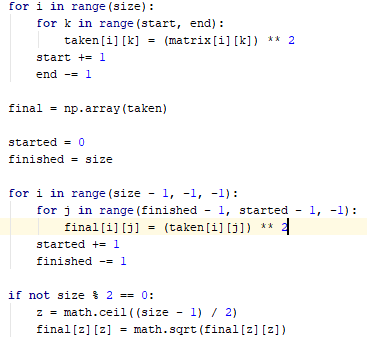 for i in range(size):
    for k in range(start, end):
        taken[i][k] = (matrix[i][k]) ** 2
    start += 1
    end -= 1

final = np.array(taken)

started = 0
finished = size

for i in range(size - 1, -1, -1):
    for j in range(finished - 1, started - 1, -1):
        final[i][j] = (taken[i][j]) ** 2
    started += 1
    finished -= 1

if not size % 2 == 0:
    z = math.ceil((size - 1) / 2)
    final[z][z] = math.sqrt(final[z][z])